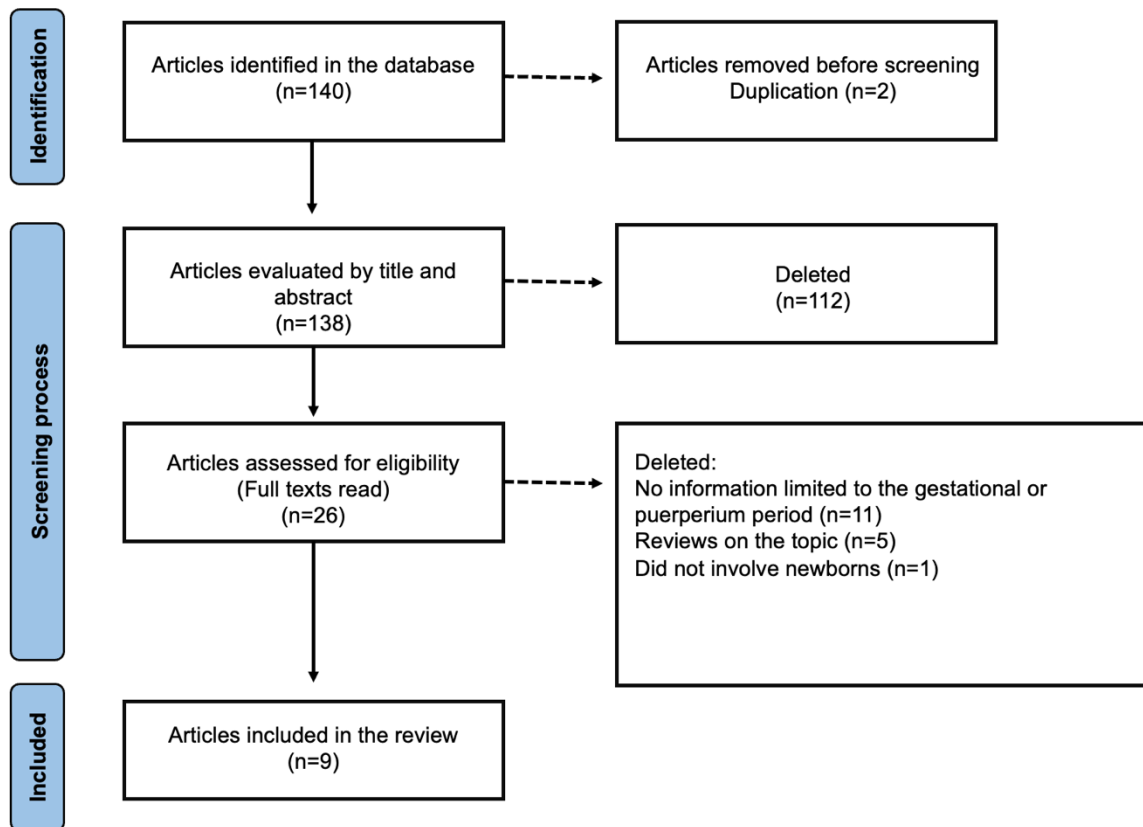 Identification
Articles identified in the database
(n=140)
Articles removed before screening
Duplication (n=2)
Screening process
Articles evaluated by title and
abstract
(n=138)
Deleted
(n=112)
Articles assessed for eligibility
(Full texts read)
(n=26)
Deleted:
No information limited to the gestational or
puerperium period (n=11)
Reviews on the topic (n=5)
Did not involve newborns (n=1)
Included
Articles included in the review
(n=9)